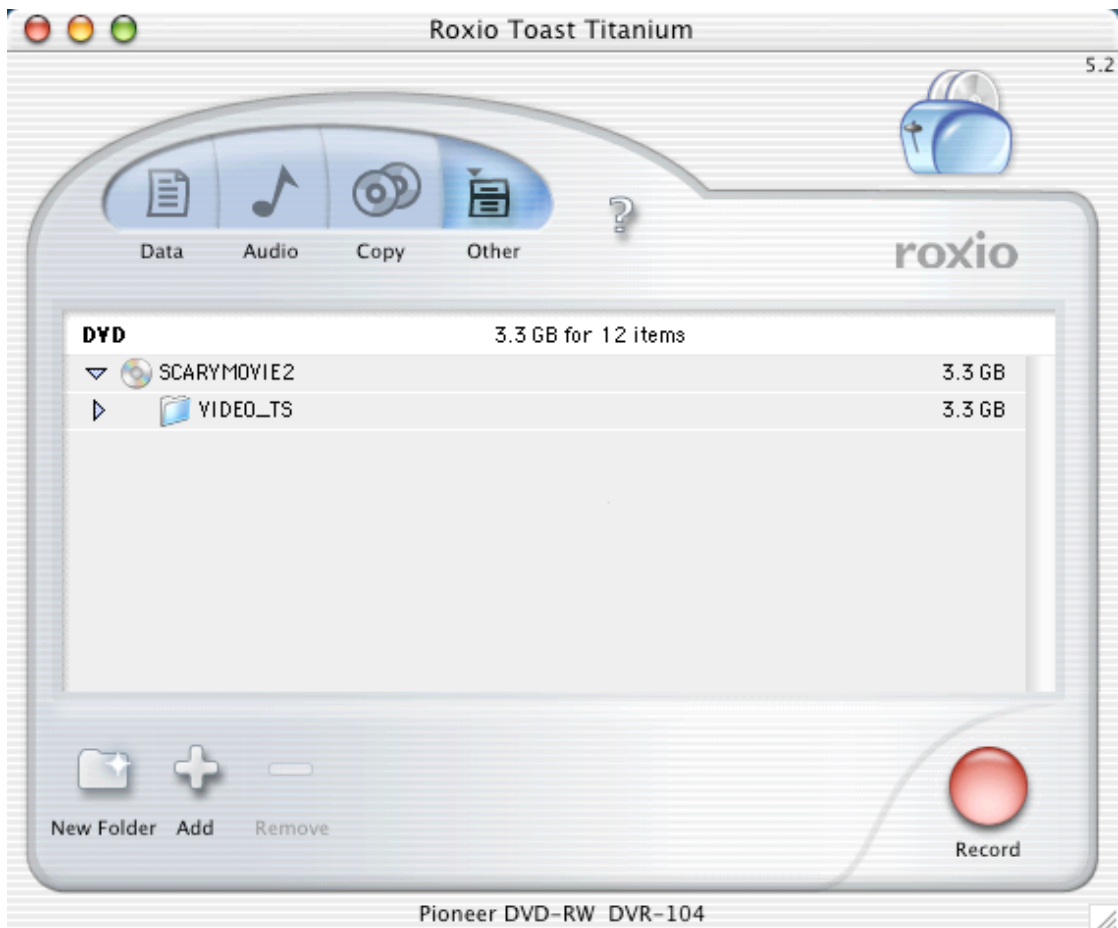 Roxio Toast Titanium
5.2
Data Audio Copy Other
?
roxio
DVD 3.3 GB for 12 items
SCARYMOVIE2 3.3 GB
VIDEO_TS 3.3 GB
New Folder Add Remove
Record
Pioneer DVD-RW DVR-104